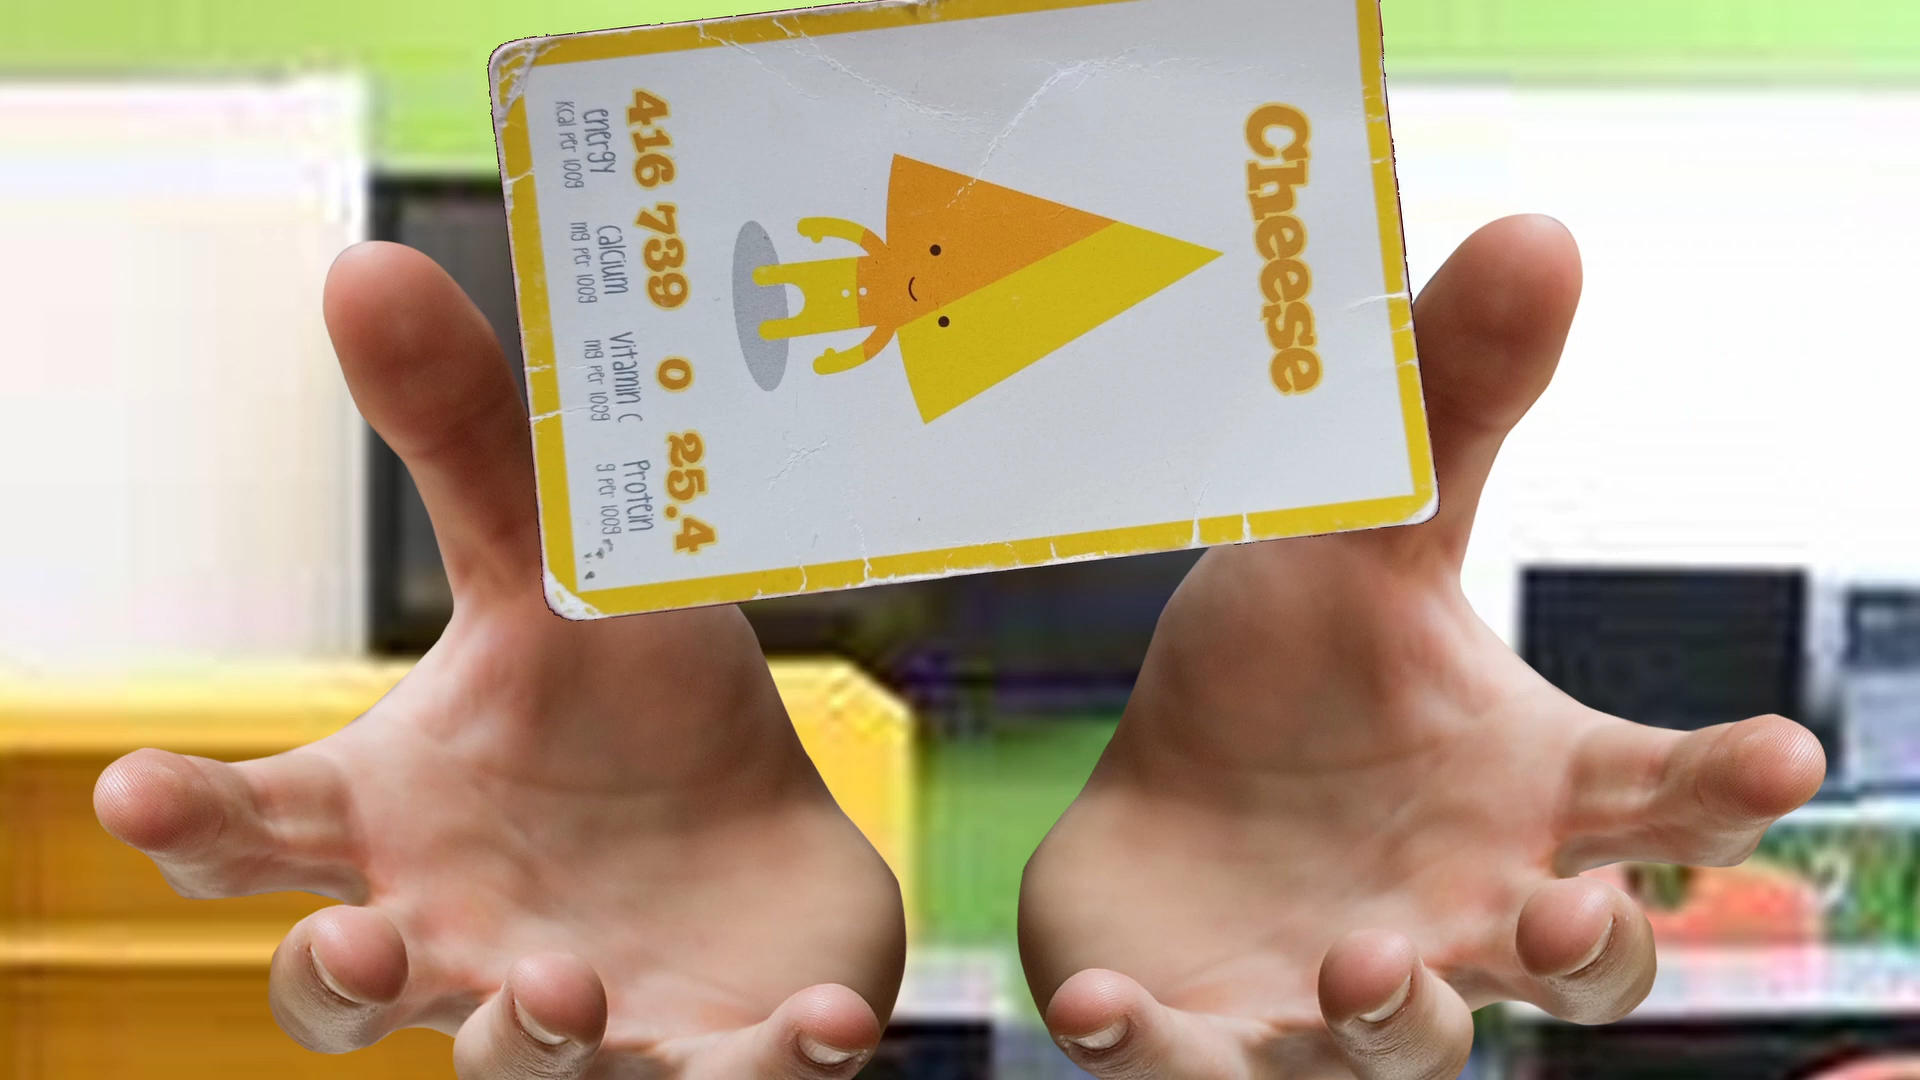 Cheese
416 739 0 25.4
energy calcium Vitamin C Protein
Kcal Per 100g mg Per 100g mg Per 100g g Per 100g